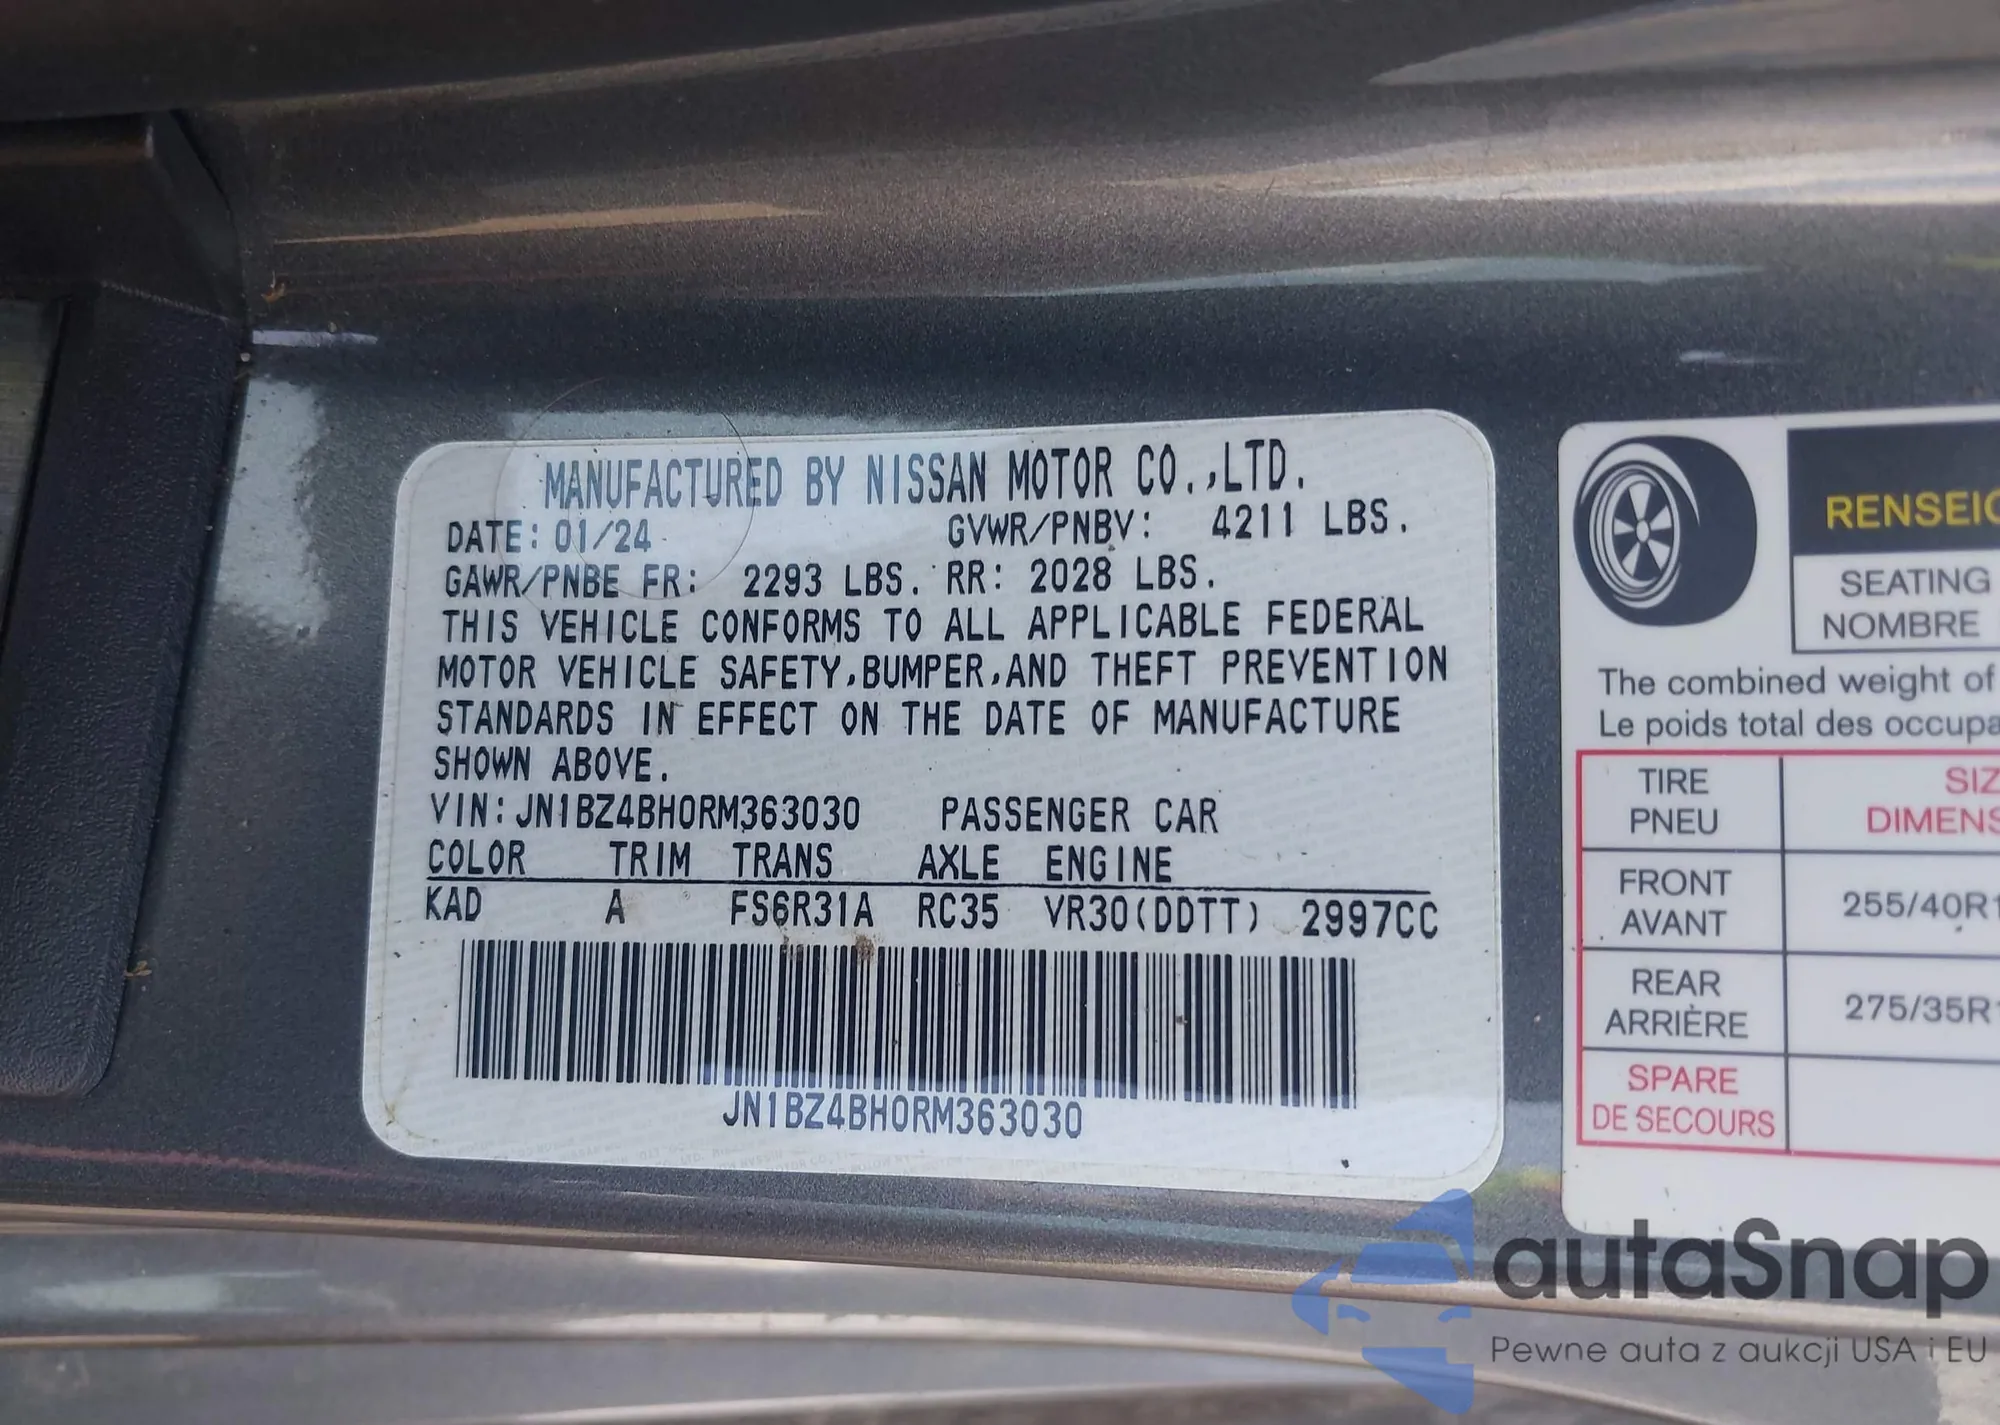 MANUFACTURED BY NISSAN MOTOR CO.,LTD.
DATE: 01/24 GVWR/PNBV: 4211 LBS.
GAWR/PNBE FR: 2293 LBS. RR: 2028 LBS.
THIS VEHICLE CONFORMS TO ALL APPLICABLE FEDERAL
MOTOR VEHICLE SAFETY,BUMPER,AND THEFT PREVENTION
STANDARDS IN EFFECT ON THE DATE OF MANUFACTURE
SHOWN ABOVE.
VIN:JN1BZ4BH0RM363030 PASSENGER CAR
COLOR TRIM TRANS AXLE ENGINE
KAD A FS6R31A RC35 VR30(DDTT) 2997CC
JN1BZ4BH0RM363030
RENSEIG
SEATING
NOMBRE
The combined weight of
Le poids total des occupa
TIRE
PNEU
SIZ
DIMENS
FRONT
AVANT
255/40R1
REAR
ARRIÈRE
275/35R1
SPARE
DE SECOURS
autaSnap
Pewne auta z aukcji USA i EU